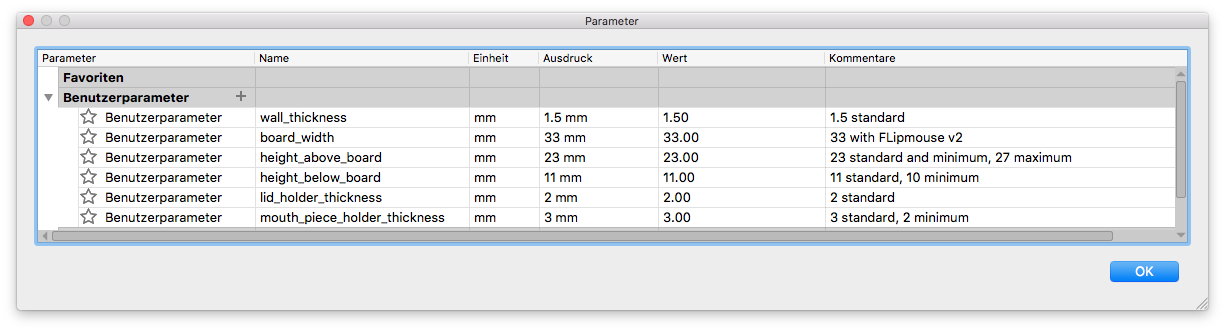 Parameter
Parameter Name Einheit Ausdruck Wert Kommentare
Favoriten
Benutzerparameter +
Benutzerparameter wall_thickness mm 1.5 mm 1.50 1.5 standard
Benutzerparameter board_width mm 33 mm 33.00 33 with FLipmouse v2
Benutzerparameter height_above_board mm 23 mm 23.00 23 standard and minimum, 27 maximum
Benutzerparameter height_below_board mm 11 mm 11.00 11 standard, 10 minimum
Benutzerparameter lid_holder_thickness mm 2 mm 2.00 2 standard
Benutzerparameter mouth_piece_holder_thickness mm 3 mm 3.00 3 standard, 2 minimum
OK